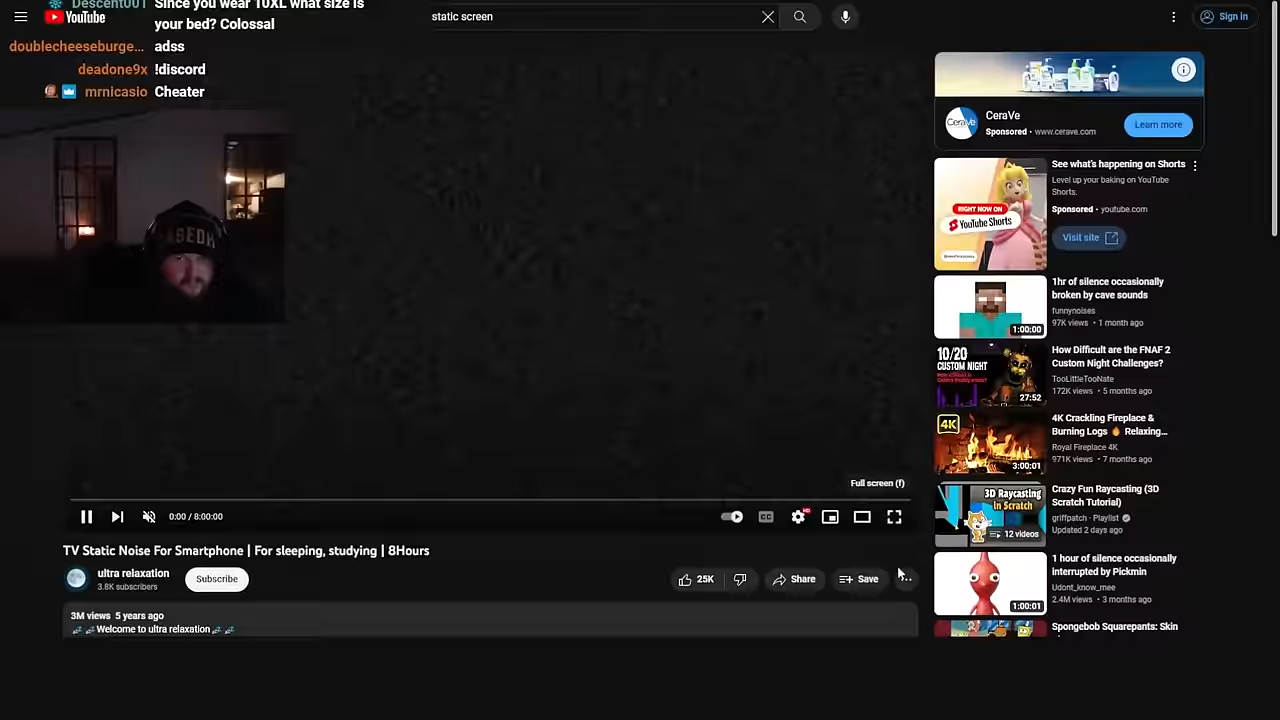 Descent001 Since you wear 10XL what size is
your bed? Colossal
doublecheeseburge... adss
deadone9x !discord
mrnicasio Cheater
YouTube
static screen
Sign in
CeraVe
CeraVe
Sponsored • www.cerave.com
Learn more
RIGHT NOW ON
YouTube Shorts
See what's happening on Shorts
Level up your baking on YouTube
Shorts.
Sponsored • youtube.com
Visit site
1hr of silence occasionally
broken by cave sounds
funnynoises
97K views • 1 month ago
1:00:00
10/20
CUSTOM NIGHT
How Difficult are the FNAF 2
Custom Night Challenges?
TooLittleTooNate
172K views • 5 months ago
27:52
4K
4K Crackling Fireplace &
Burning Logs 🔥 Relaxing...
Royal Fireplace 4K
971K views • 7 months ago
3:00:01
3D Raycasting
in Scratch
12 videos
Crazy Fun Raycasting (3D
Scratch Tutorial)
griffpatch • Playlist
Updated 2 days ago
1 hour of silence occasionally
interrupted by Pickmin
Udont_know_mee
2.4M views • 3 months ago
1:00:01
Spongebob Squarepants: Skin
Full screen (f)
0:00 / 8:00:00
CC
HD
TV Static Noise For Smartphone | For sleeping, studying | 8Hours
ultra relaxation
3.8K subscribers
Subscribe
25K
Share
Save
3M views 5 years ago
💤 💤 Welcome to ultra relaxation 💤 💤